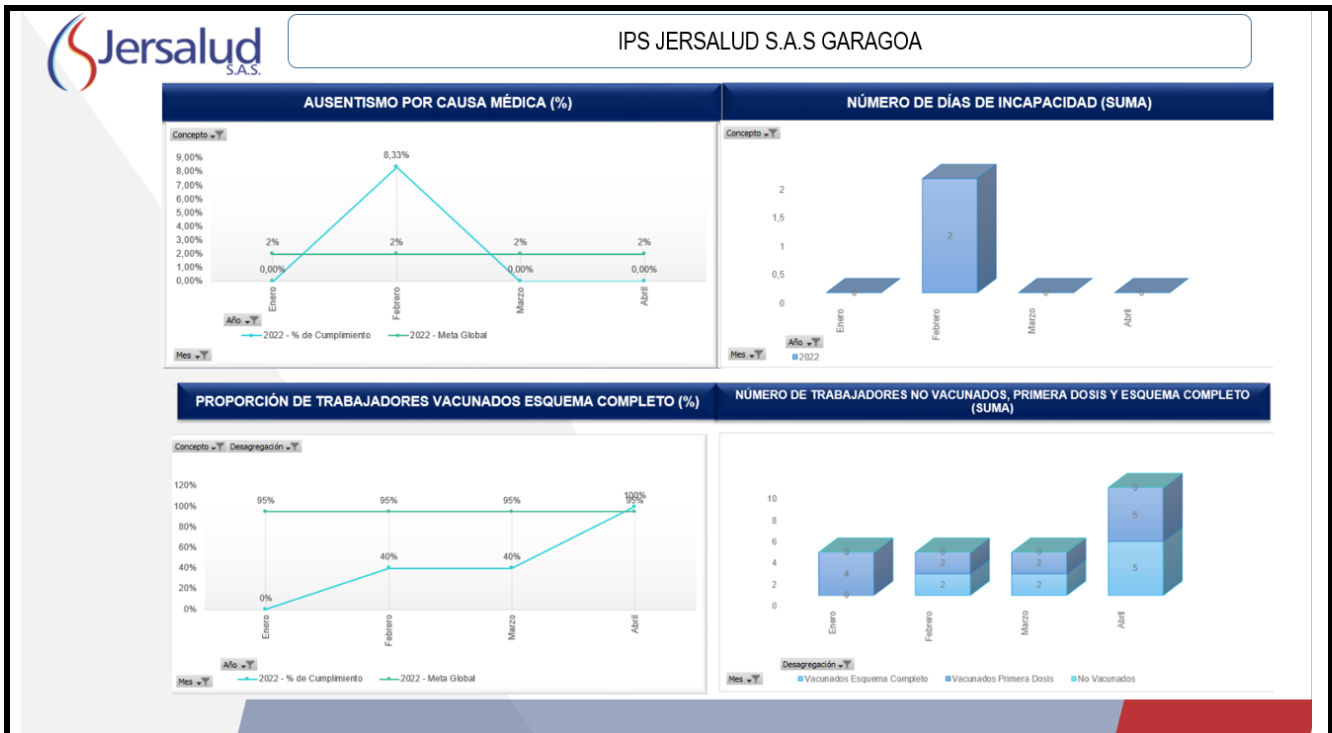 Jersalud
S.A.S.
IPS JERSALUD S.A.S GARAGOA
AUSENTISMO POR CAUSA MÉDICA (%)
Concepto
9,00%
8,00%
7,00%
6,00%
5,00%
4,00%
3,00%
2,00%
1,00%
0,00%
8,33%
2% 2% 2% 2%
0,00% 0,00% 0,00%
Enero Febrero Marzo Abril
Año
2022 - % de Cumplimiento 2022 - Meta Global
Mes
NÚMERO DE DÍAS DE INCAPACIDAD (SUMA)
Concepto
2
1,5
1
0,5
0
0 2 0 0
Enero Febrero Marzo Abril
Año
Mes 2022
PROPORCIÓN DE TRABAJADORES VACUNADOS ESQUEMA COMPLETO (%)
Concepto Desagregación
120%
100%
80%
60%
40%
20%
0%
95% 95% 95% 95%
0% 40% 40% 100%
Enero Febrero Marzo Abril
Año
Mes 2022 - % de Cumplimiento 2022 - Meta Global
NÚMERO DE TRABAJADORES NO VACUNADOS, PRIMERA DOSIS Y ESQUEMA COMPLETO
(SUMA)
10
8
6
4
2
0
0 0 0 0
4 2 2 5
0 2 2 5
Enero Febrero Marzo Abril
Desagregación
Mes Vacunados Esquema Completo Vacunados Primera Dosis No Vacunados